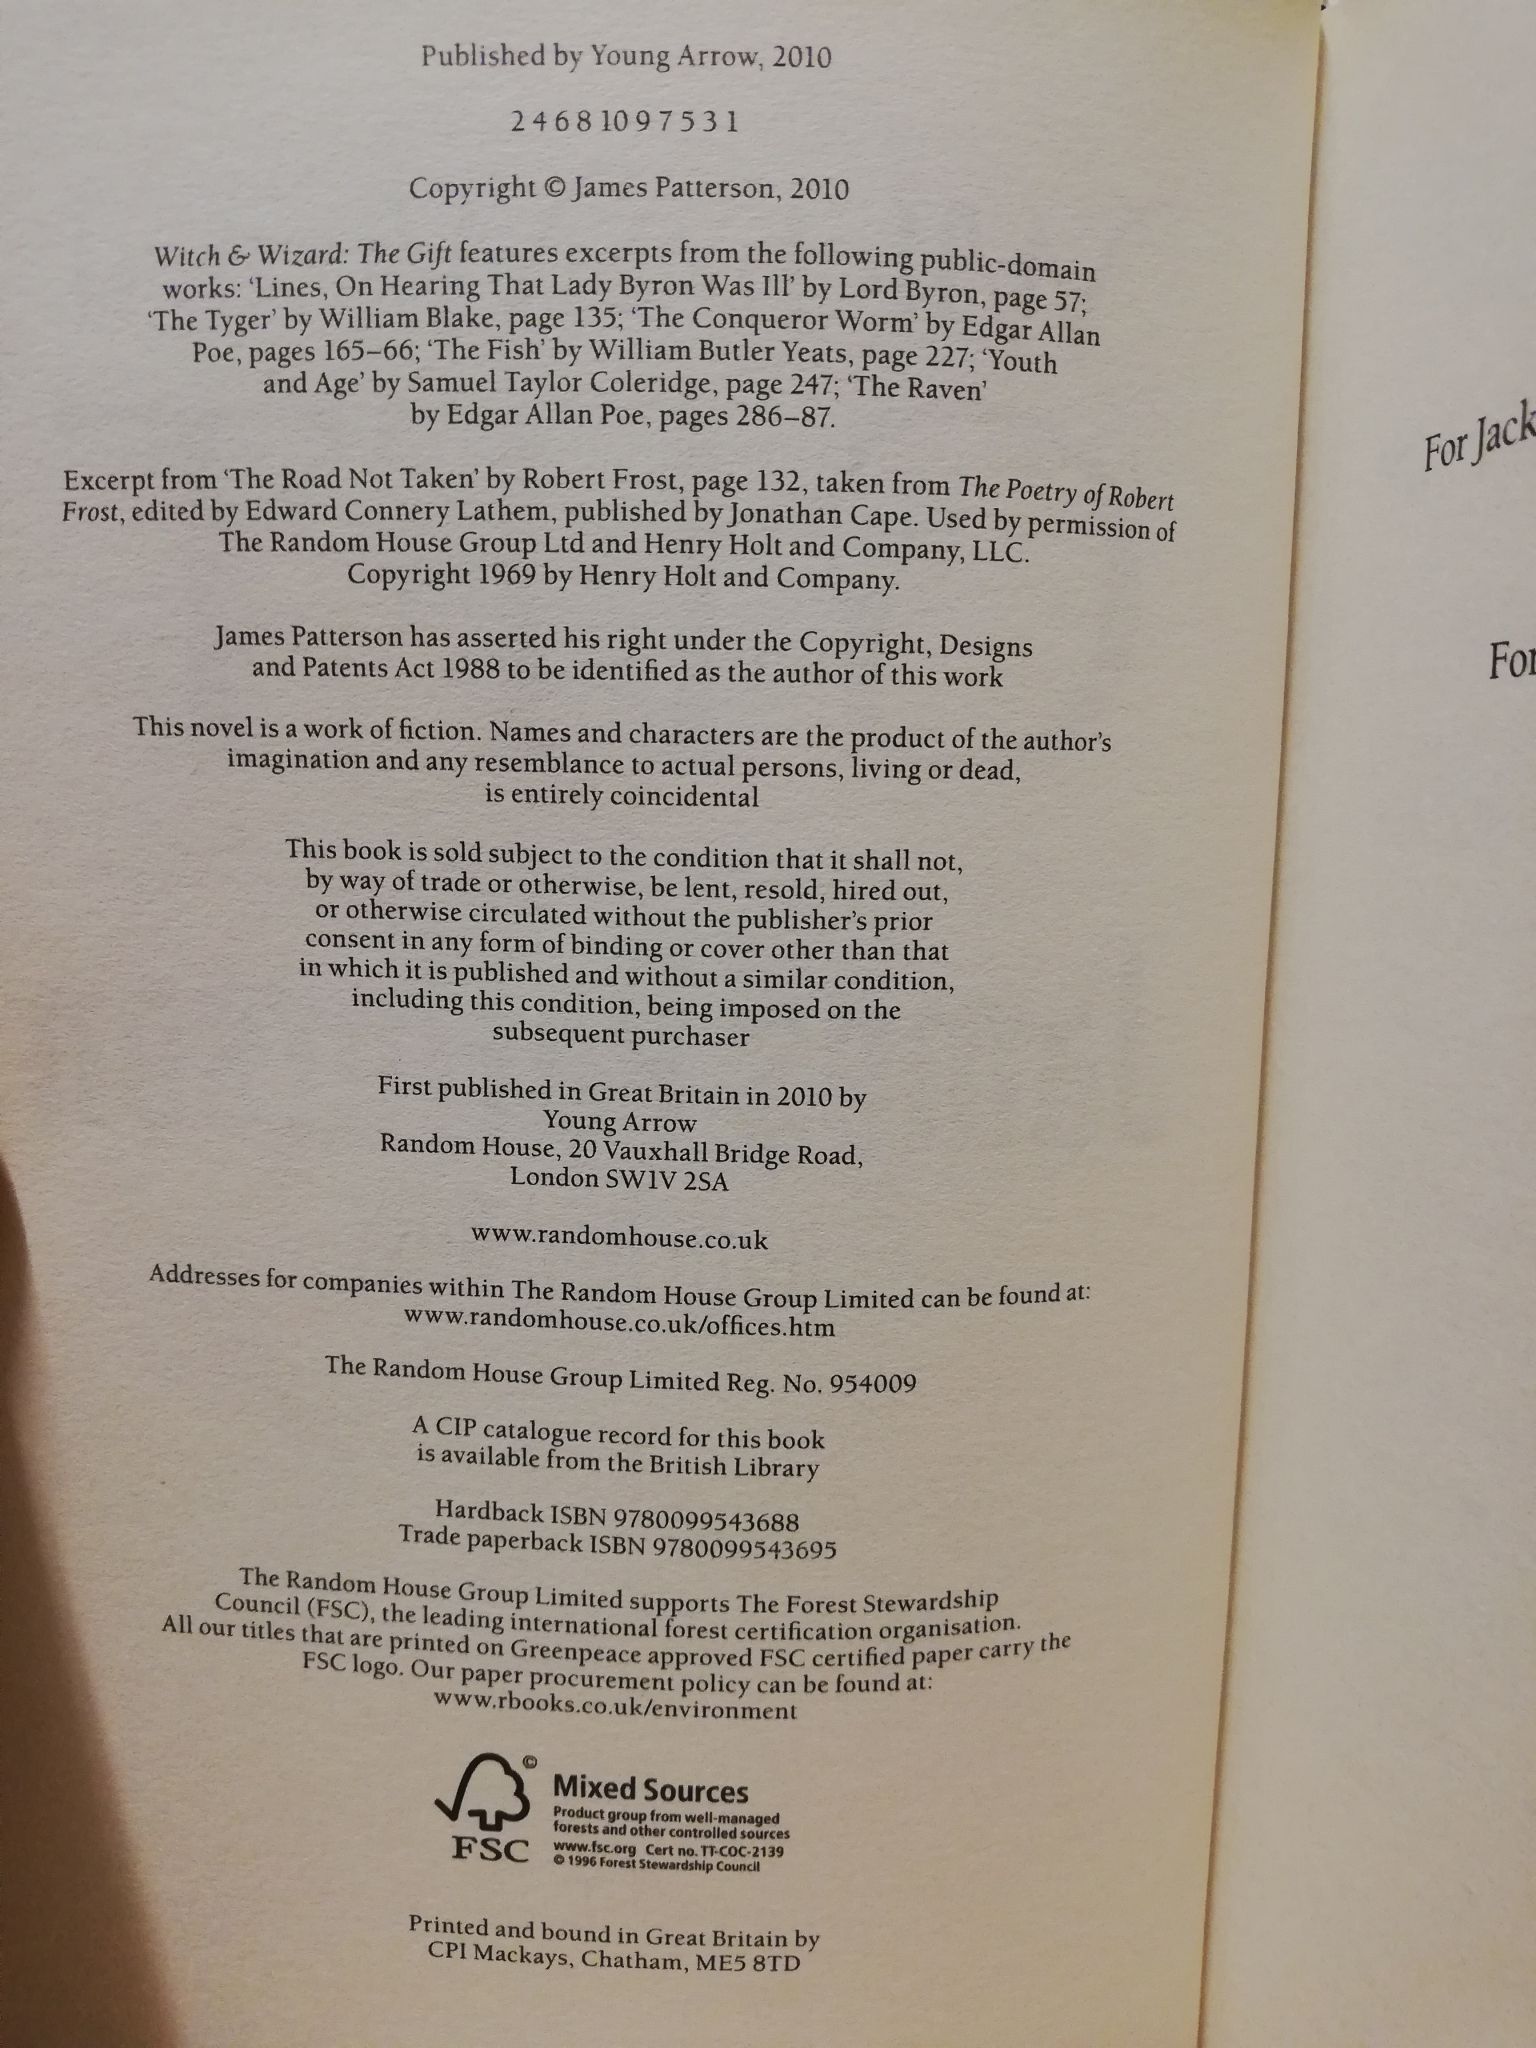 Published by Young Arrow, 2010
2 4 6 8 10 9 7 5 3 1
Copyright © James Patterson, 2010
Witch & Wizard: The Gift features excerpts from the following public-domain
works: ‘Lines, On Hearing That Lady Byron Was Ill’ by Lord Byron, page 57;
‘The Tyger’ by William Blake, page 135; ‘The Conqueror Worm’ by Edgar Allan
Poe, pages 165–66; ‘The Fish’ by William Butler Yeats, page 227; ‘Youth
and Age’ by Samuel Taylor Coleridge, page 247; ‘The Raven’
by Edgar Allan Poe, pages 286–87.
Excerpt from ‘The Road Not Taken’ by Robert Frost, page 132, taken from The Poetry of Robert
Frost, edited by Edward Connery Lathem, published by Jonathan Cape. Used by permission of
The Random House Group Ltd and Henry Holt and Company, LLC.
Copyright 1969 by Henry Holt and Company.
James Patterson has asserted his right under the Copyright, Designs
and Patents Act 1988 to be identified as the author of this work
This novel is a work of fiction. Names and characters are the product of the author’s
imagination and any resemblance to actual persons, living or dead,
is entirely coincidental
This book is sold subject to the condition that it shall not,
by way of trade or otherwise, be lent, resold, hired out,
or otherwise circulated without the publisher’s prior
consent in any form of binding or cover other than that
in which it is published and without a similar condition,
including this condition, being imposed on the
subsequent purchaser
First published in Great Britain in 2010 by
Young Arrow
Random House, 20 Vauxhall Bridge Road,
London SW1V 2SA
www.randomhouse.co.uk
Addresses for companies within The Random House Group Limited can be found at:
www.randomhouse.co.uk/offices.htm
The Random House Group Limited Reg. No. 954009
A CIP catalogue record for this book
is available from the British Library
Hardback ISBN 9780099543688
Trade paperback ISBN 9780099543695
The Random House Group Limited supports The Forest Stewardship
Council (FSC), the leading international forest certification organisation.
All our titles that are printed on Greenpeace approved FSC certified paper carry the
FSC logo. Our paper procurement policy can be found at:
www.rbooks.co.uk/environment
©
FSC
Mixed Sources
Product group from well-managed
forests and other controlled sources
www.fsc.org Cert no. TT-COC-2139
© 1996 Forest Stewardship Council
Printed and bound in Great Britain by
CPI Mackays, Chatham, ME5 8TD
For Jack
For